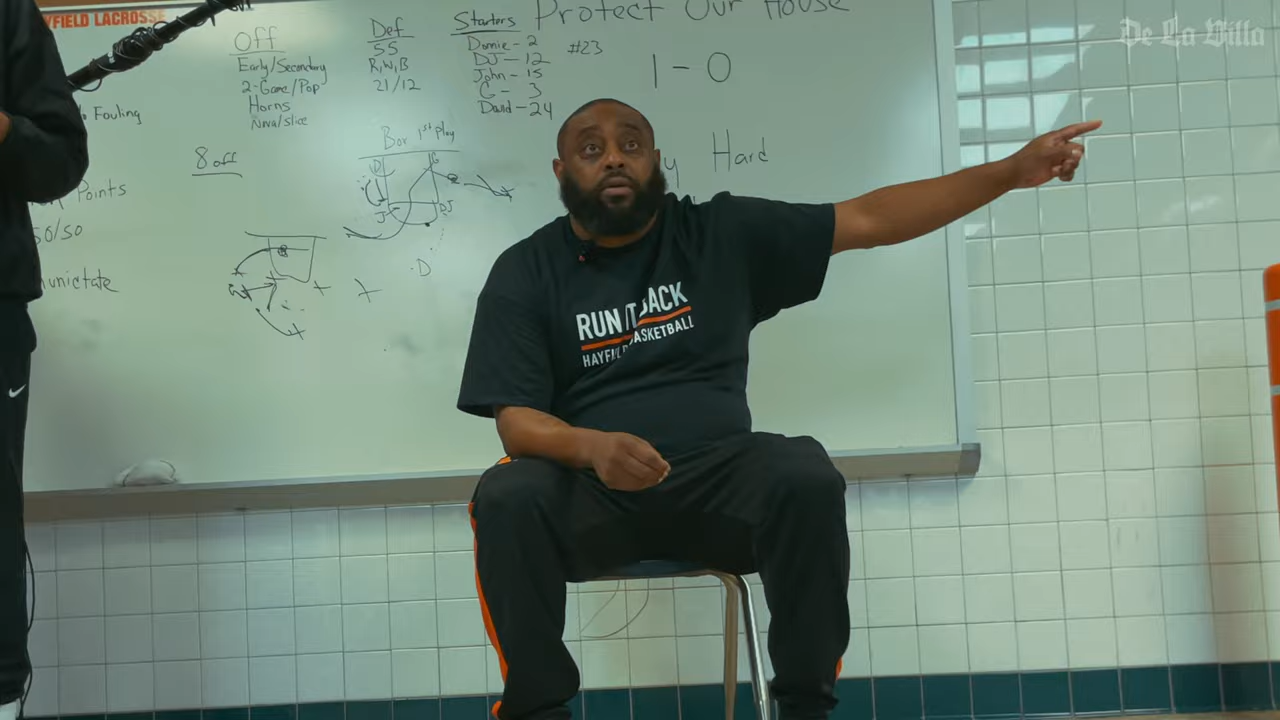 YFIELD LACROSSE
Protect Our House
De La Villa
Off
Early/Secondary
2-Game/Pop
Horns
Nova/slice
Def
55
R,W,B
21/12
Starters
Domie - 2
DJ - 12
John - 15
C - 3
David - 24
#23
1 - 0
Fouling
8 off
Box 1st play
Hard
Points
50/50
D
DJ
J
RUN IT BACK
BASKETBALL